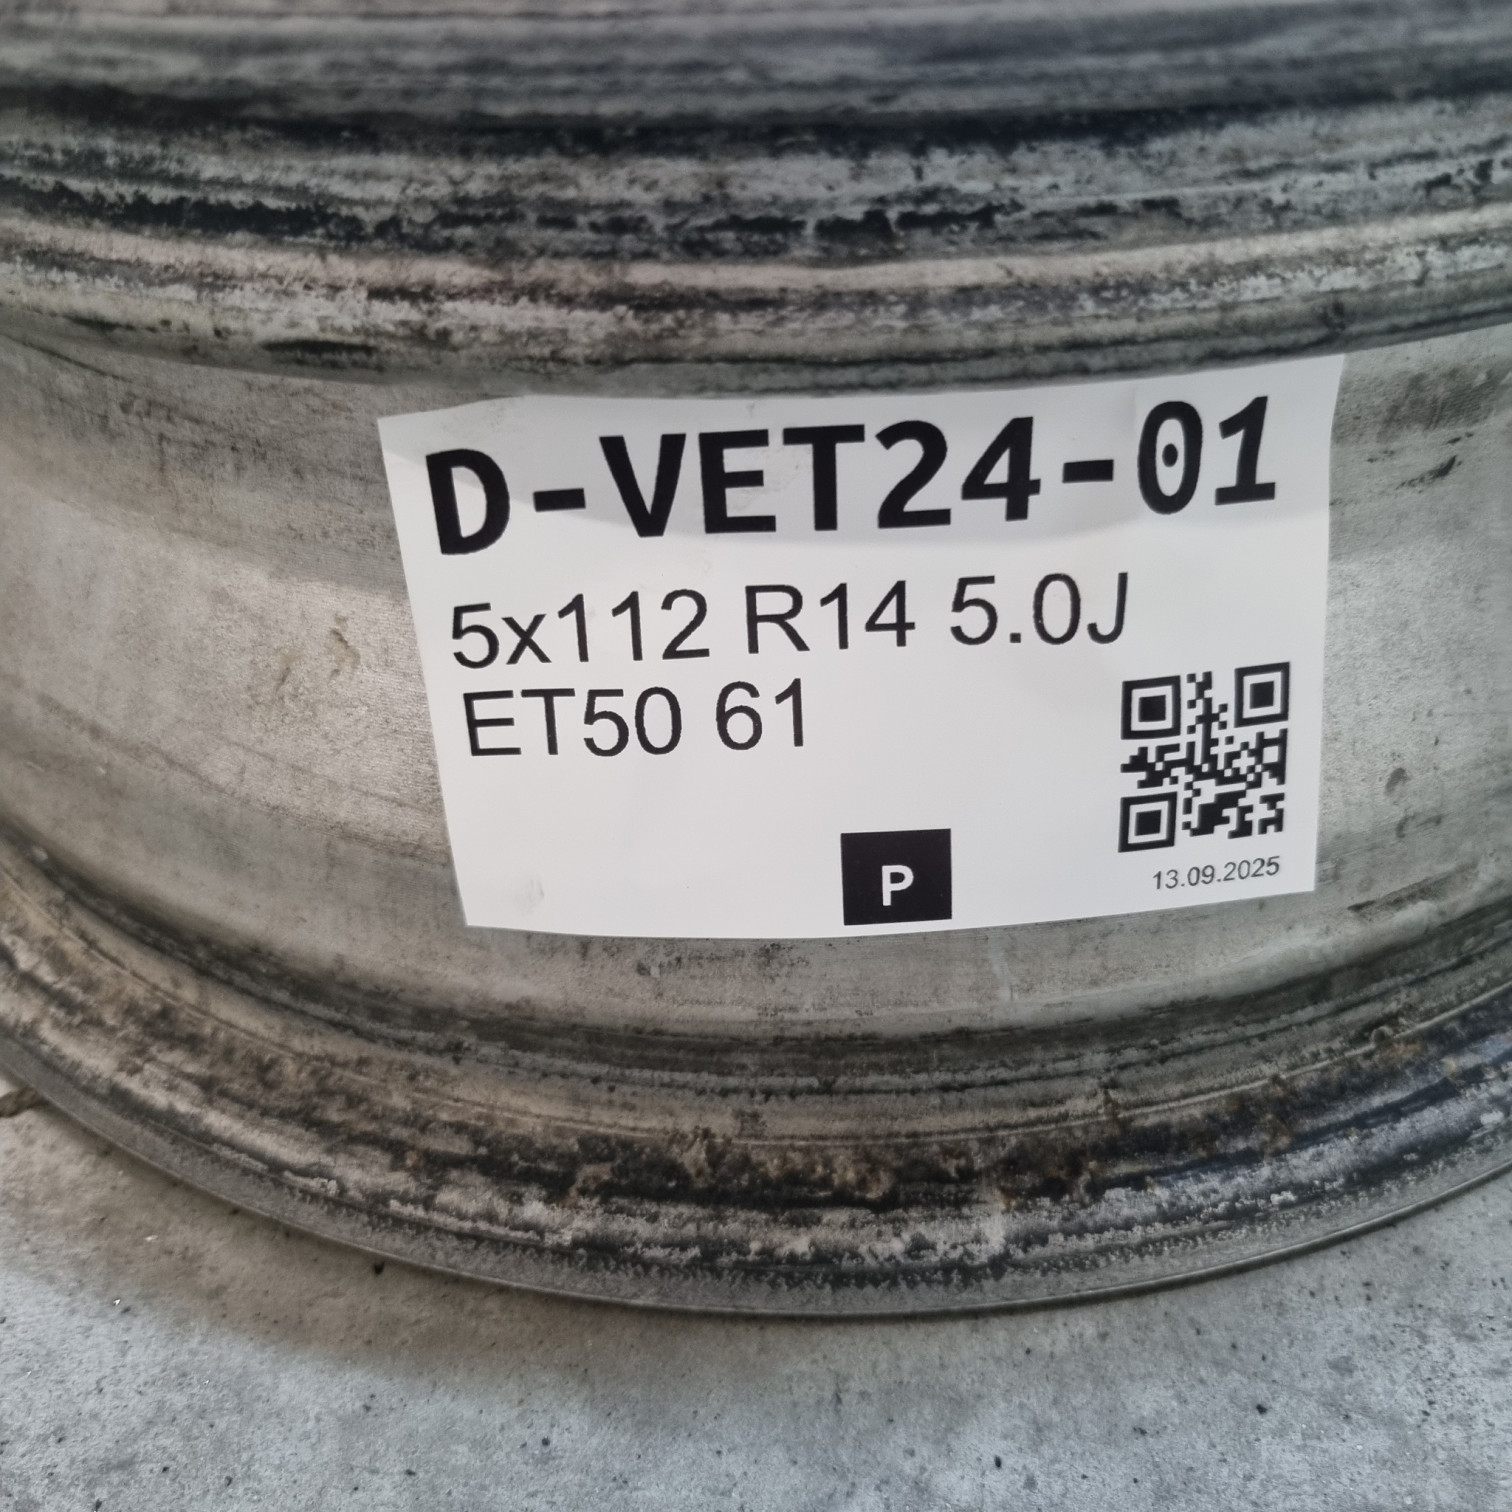 D-VET24-01
5x112 R14 5.0J
ET50 61
P
13.09.2025